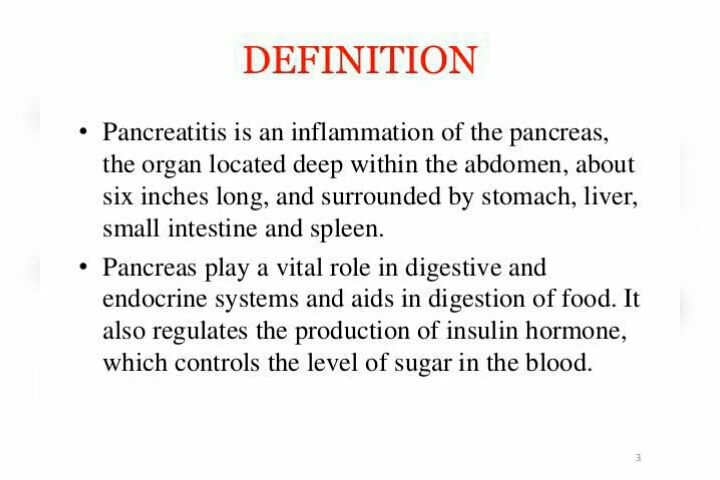 DEFINITION
• Pancreatitis is an inflammation of the pancreas,
the organ located deep within the abdomen, about
six inches long, and surrounded by stomach, liver,
small intestine and spleen.
• Pancreas play a vital role in digestive and
endocrine systems and aids in digestion of food. It
also regulates the production of insulin hormone,
which controls the level of sugar in the blood.
3